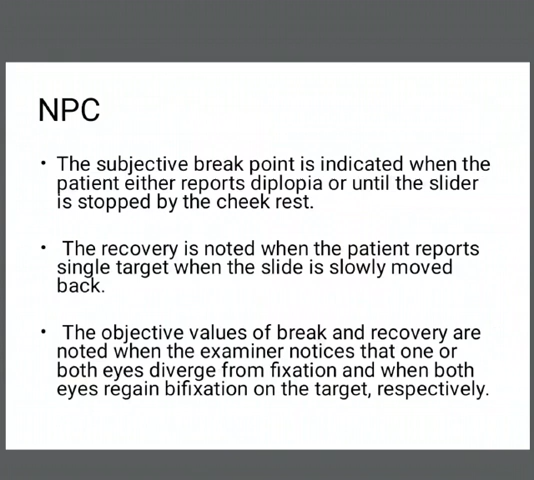 NPC
• The subjective break point is indicated when the
patient either reports diplopia or until the slider
is stopped by the cheek rest.
• The recovery is noted when the patient reports
single target when the slide is slowly moved
back.
• The objective values of break and recovery are
noted when the examiner notices that one or
both eyes diverge from fixation and when both
eyes regain bifixation on the target, respectively.